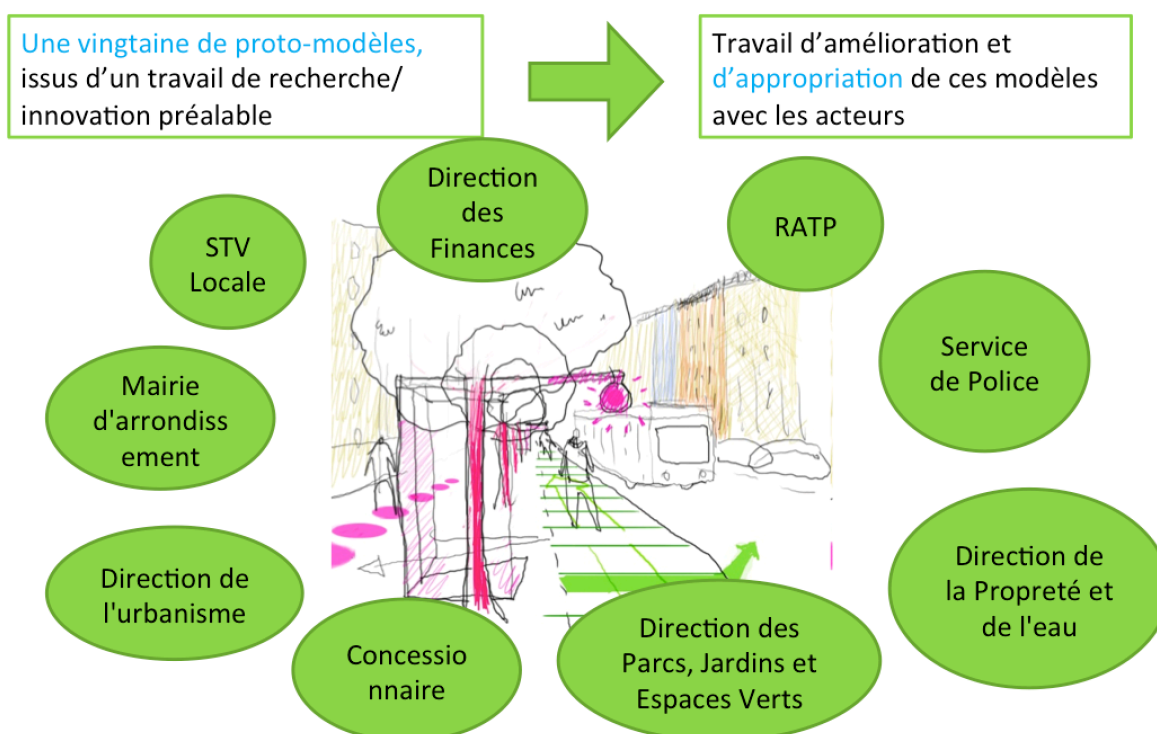 Une vingtaine de proto-modèles,
issus d'un travail de recherche/
innovation préalable
Travail d'amélioration et
d'appropriation de ces modèles
avec les acteurs
Direction
des
Finances
RATP
STV
Locale
Service
de Police
Mairie
d'arrondiss
ement
Direction de
l'urbanisme
Direction de
la Propreté et
de l'eau
Concessio
nnaire
Direction des
Parcs, Jardins et
Espaces Verts